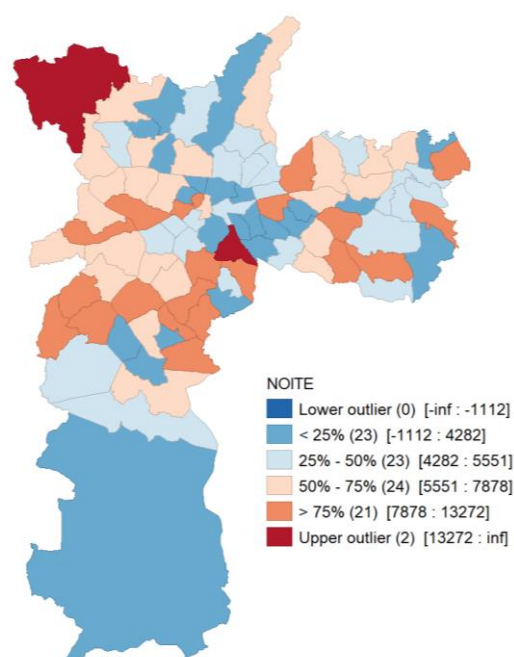 NOITE
Lower outlier (0) [-inf : -1112]
< 25% (23) [-1112 : 4282]
25% - 50% (23) [4282 : 5551]
50% - 75% (24) [5551 : 7878]
> 75% (21) [7878 : 13272]
Upper outlier (2) [13272 : inf]